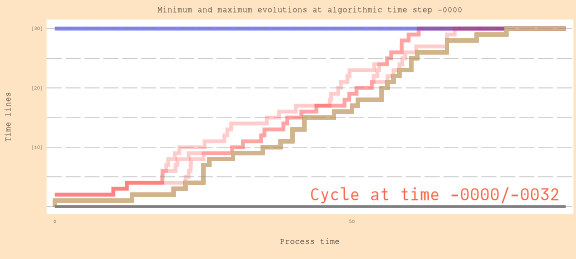 Minimum and maximum evolutions at algorithmic time step -0000
[30]
[20]
[10]
Time lines
Cycle at time -0000/-0032
0
50
Process time